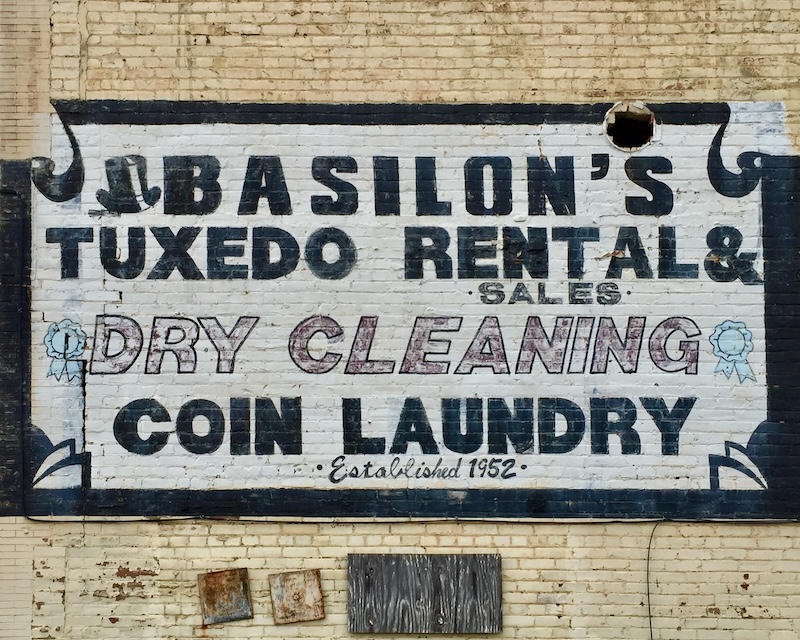 BASILON'S
TUXEDO RENTAL &
·SALES·
DRY CLEANING
COIN LAUNDRY
·Established 1952·